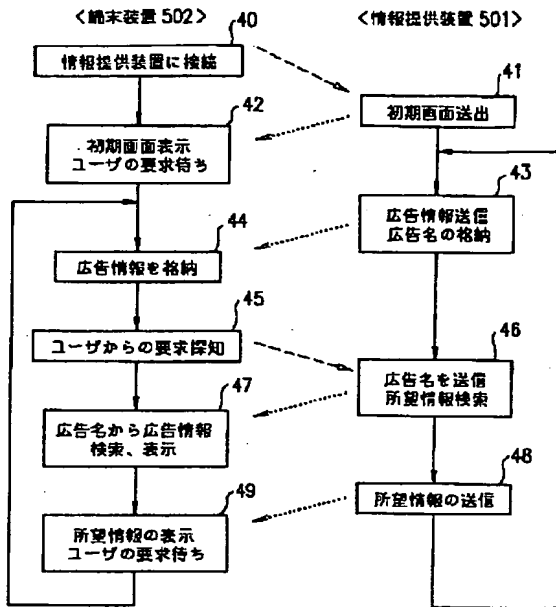 <端末装置 502>
<情報提供装置 501>
40
情報提供装置に接続
41
初期画面送出
42
初期画面表示
ユーザの要求待ち
43
広告情報送信
広告名の格納
44
広告情報を格納
45
ユーザからの要求探知
46
広告名を送信
所望情報検索
47
広告名から広告情報
検索、表示
48
所望情報の送信
49
所望情報の表示
ユーザの要求待ち